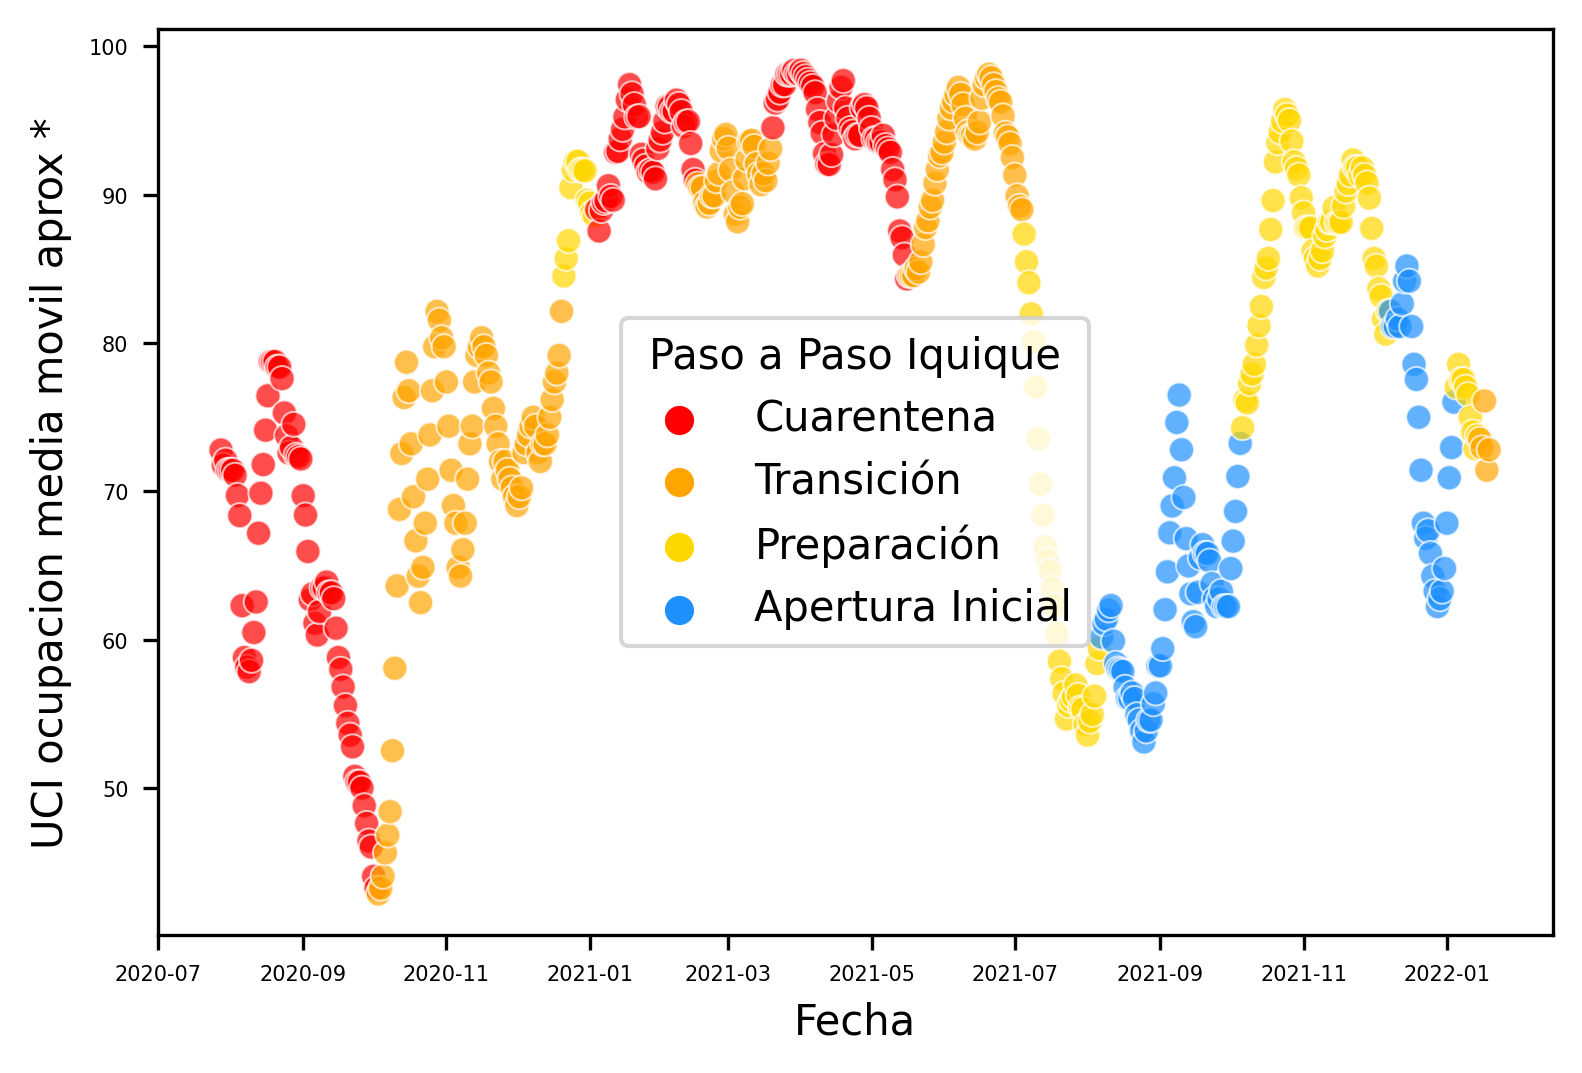 UCI ocupacion media movil aprox *
100
90
80
70
60
50
Paso a Paso Iquique
Cuarentena
Transición
Preparación
Apertura Inicial
2020-07 2020-09 2020-11 2021-01 2021-03 2021-05 2021-07 2021-09 2021-11 2022-01
Fecha